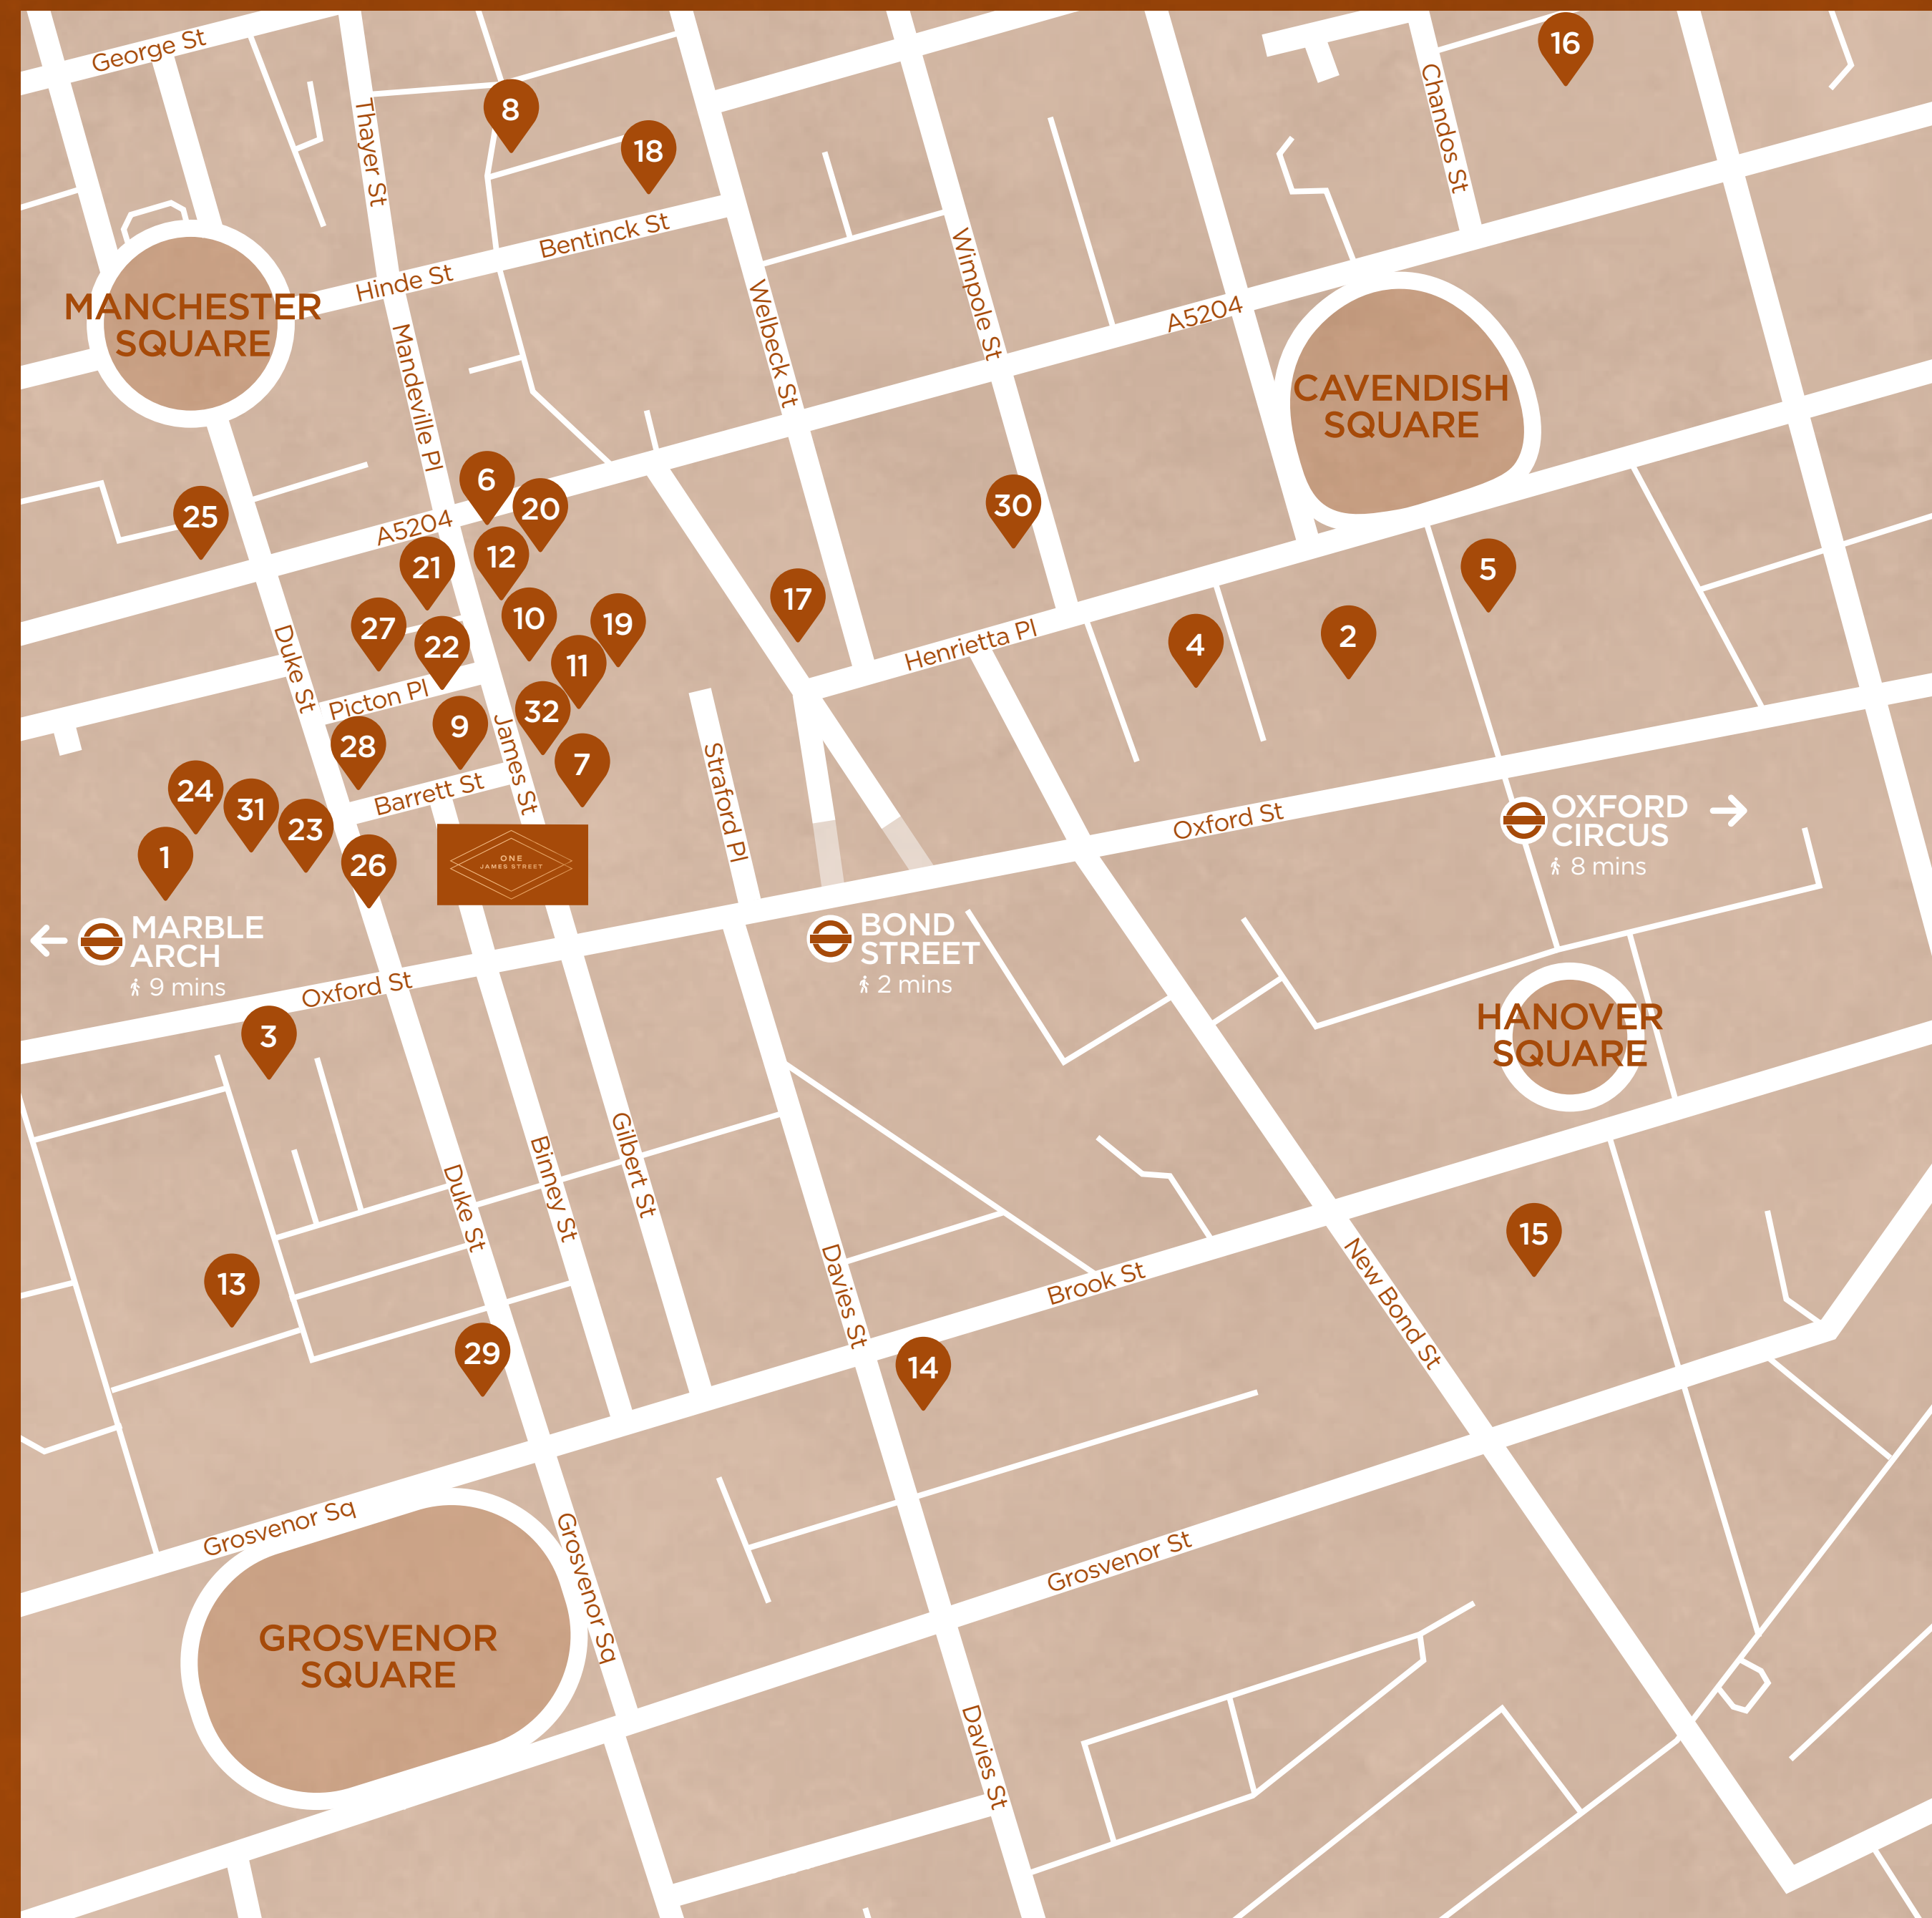 George St
Thayer St
8
18
16
Chandos St
Bentinck St
Hinde St
MANCHESTER
SQUARE
Mandeville Pl
Welbeck St
Wimpole St
A5204
CAVENDISH
SQUARE
6
20
25
A5204
30
12
21
5
17
10
19
27
22
11
4
2
Henrietta Pl
Duke St
Picton Pl
32
9
28
James St
7
Straford Pl
24
31
23
Barrett St
1
26
ONE
JAMES STREET
Oxford St
OXFORD
CIRCUS
8 mins
MARBLE
ARCH
9 mins
BOND
STREET
2 mins
Oxford St
3
HANOVER
SQUARE
Duke St
Binney St
Gilbert St
Davies St
15
13
Brook St
New Bond St
29
14
Grosvenor Sq
Grosvenor Sq
Grosvenor St
GROSVENOR
SQUARE
Davies St